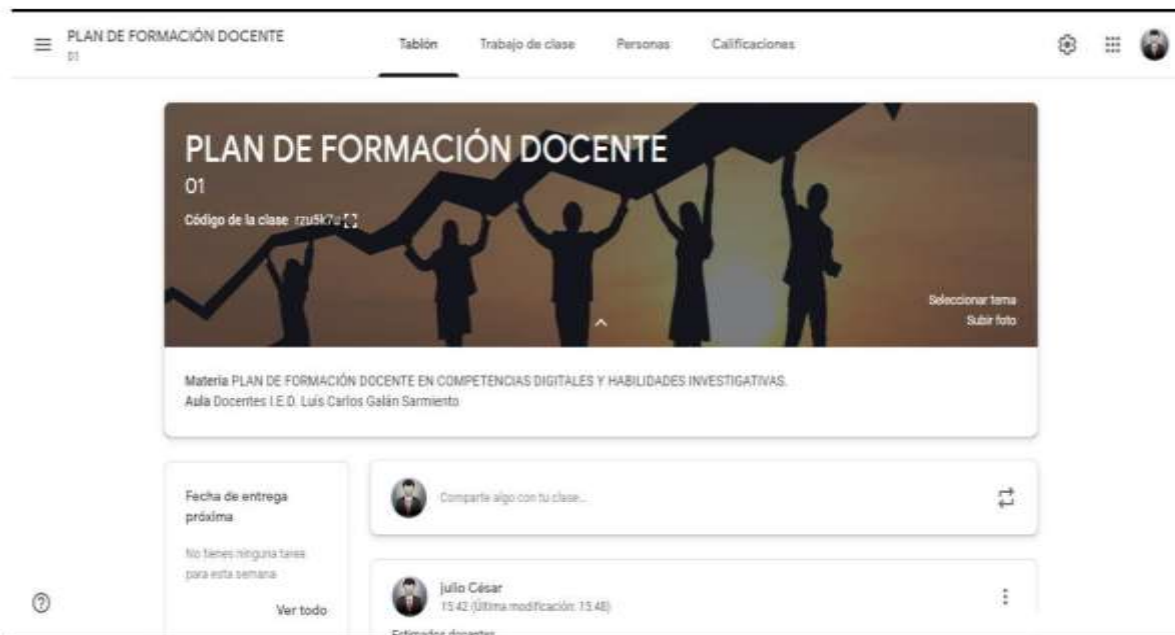 PLAN DE FORMACIÓN DOCENTE
01
Tablón Trabajo de clase Personas Calificaciones
PLAN DE FORMACIÓN DOCENTE
01
Código de la clase
Seleccionar tema
Subir foto
Materia PLAN DE FORMACIÓN DOCENTE EN COMPETENCIAS DIGITALES Y HABILIDADES INVESTIGATIVAS.
Aula Docentes I.E.D. Luis Carlos Galán Sarmiento
Fecha de entrega
próxima
No tienes ninguna tarea
para esta semana
Ver todo
Comparte algo con tu clase...
julio César
15:42 (Última modificación: 15:48)
Estimados docentes